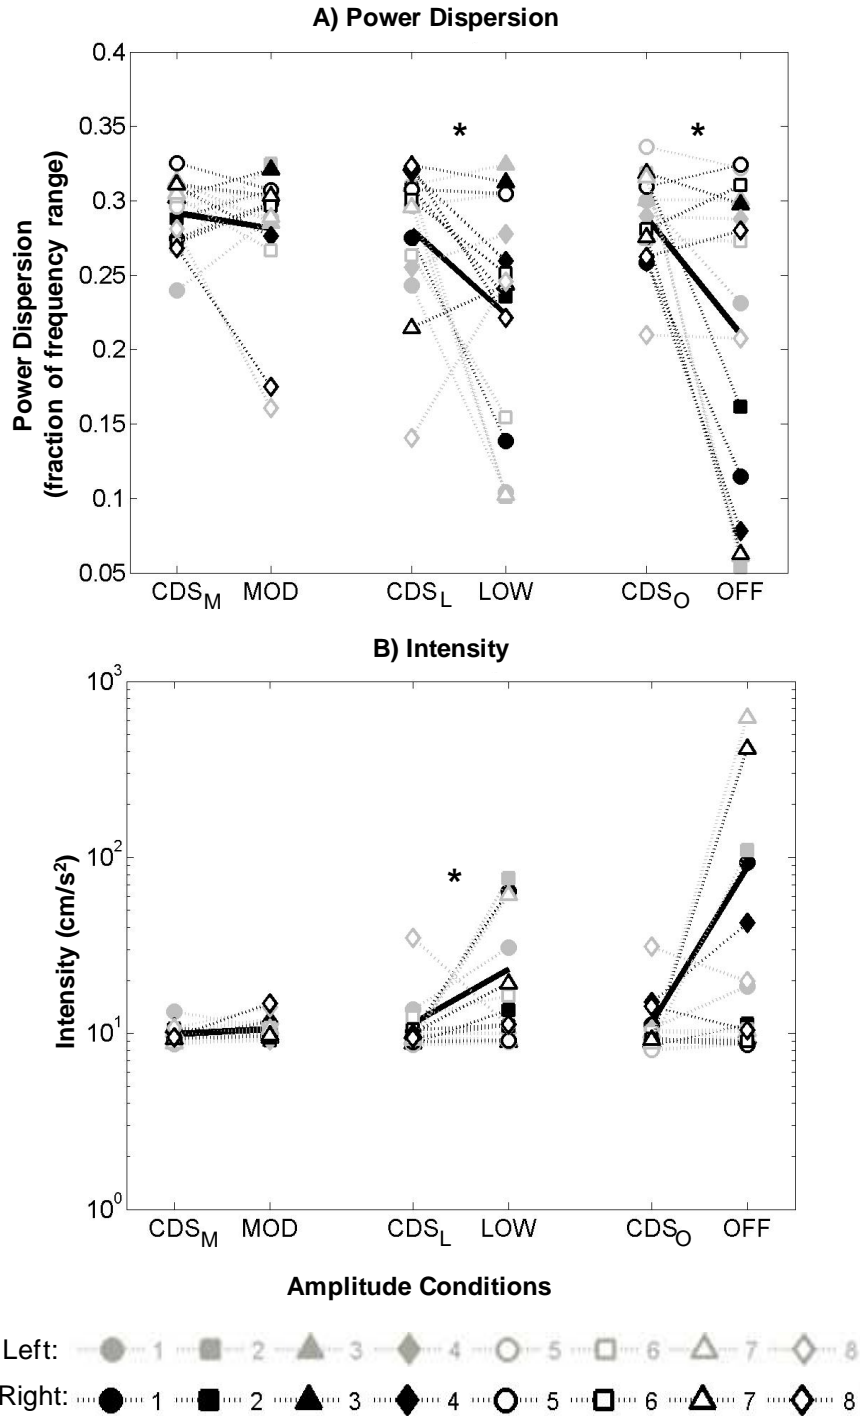 A) Power Dispersion
0.4
0.35
0.3
0.25
0.2
0.15
0.1
0.05
Power Dispersion
(fraction of frequency range)
* *
CDSM MOD CDSL LOW CDSO OFF
B) Intensity
10³
10²
10¹
10⁰
Intensity (cm/s²)
*
CDSM MOD CDSL LOW CDSO OFF
Amplitude Conditions
Left: 1 2 3 4 5 6 7 8
Right: 1 2 3 4 5 6 7 8